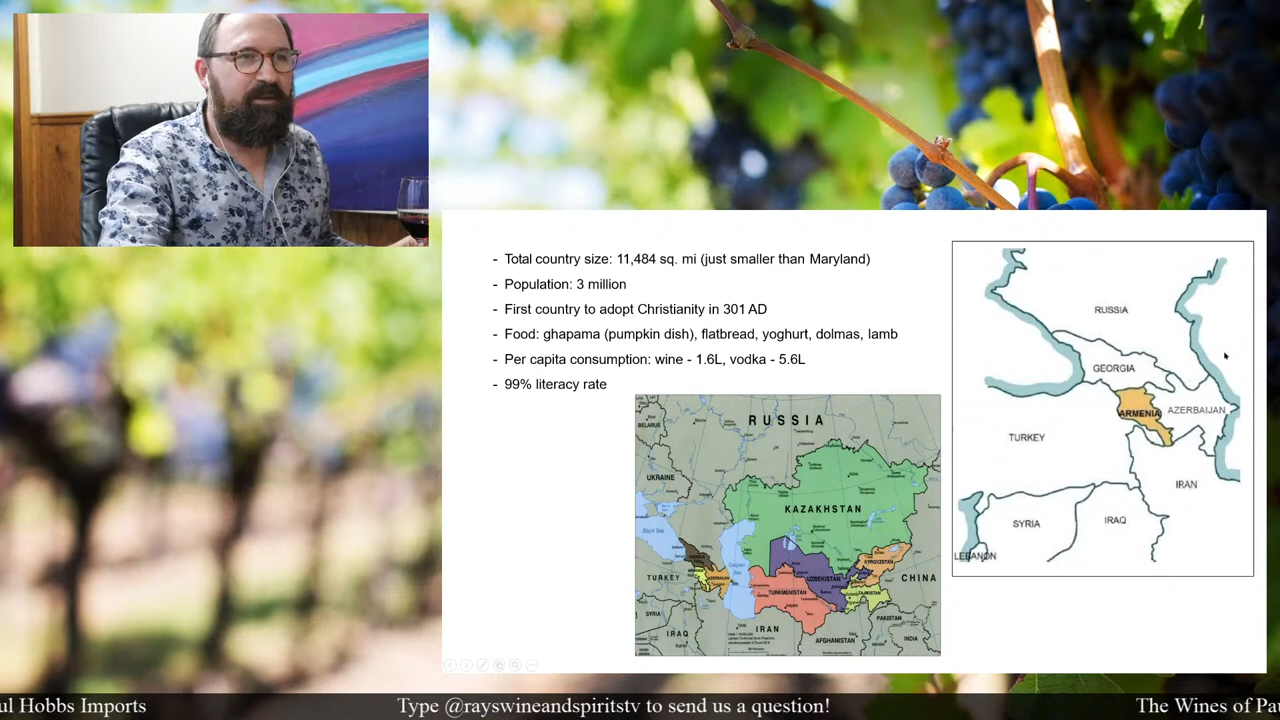 - Total country size: 11,484 sq. mi (just smaller than Maryland)
- Population: 3 million
- First country to adopt Christianity in 301 AD
- Food: ghapama (pumpkin dish), flatbread, yoghurt, dolmas, lamb
- Per capita consumption: wine - 1.6L, vodka - 5.6L
- 99% literacy rate
RUSSIA
GEORGIA
ARMENIA
AZERBAIJAN
TURKEY
IRAN
SYRIA
IRAQ
LEBANON
RUSSIA
BELARUS
UKRAINE
KAZAKHSTAN
UZBEKISTAN
KYRGYZSTAN
TURKEY
AZERBAIJAN
TURKMENISTAN
TAJIKISTAN
CHINA
SYRIA
IRAQ
IRAN
AFGHANISTAN
PAKISTAN
INDIA
ul Hobbs Imports
Type @rayswineandspiritstv to send us a question!
The Wines of Pau